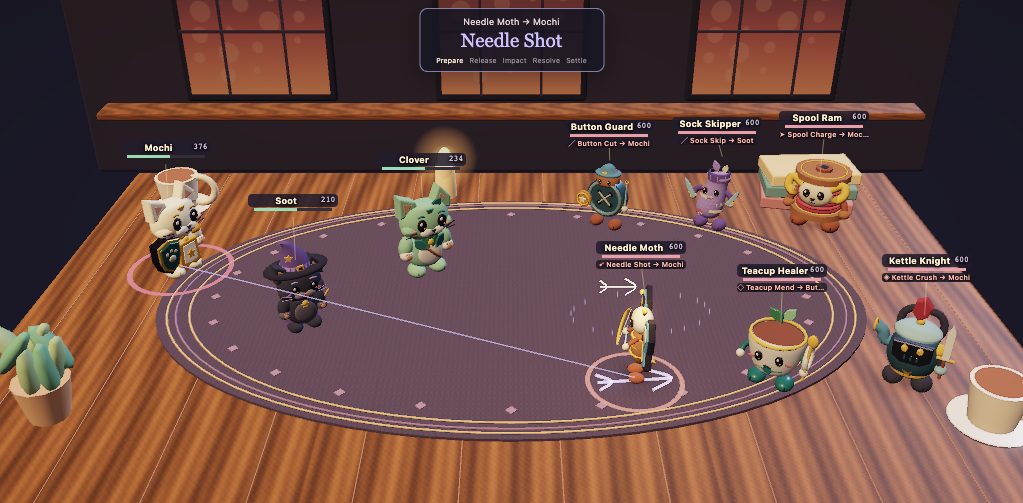 Needle Moth → Mochi
Needle Shot
Prepare Release Impact Resolve Settle
Mochi 376
Soot 210
Clover 234
Button Guard 600
Button Cut → Mochi
Sock Skipper 600
Sock Skip → Soot
Spool Ram 600
Spool Charge → Moc...
Needle Moth 600
Needle Shot → Mochi
Teacup Healer 600
Teacup Mend → But...
Kettle Knight 600
Kettle Crush → Mochi